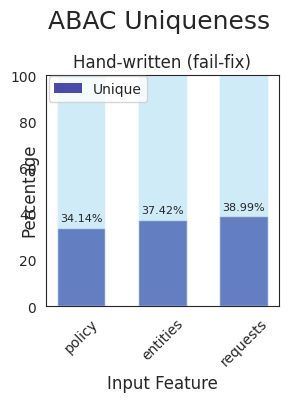 ABAC Uniqueness
Hand-written (fail-fix)
100
Unique
80
60
Percentage
40
34.14%
37.42%
38.99%
20
0
policy
entities
requests
Input Feature